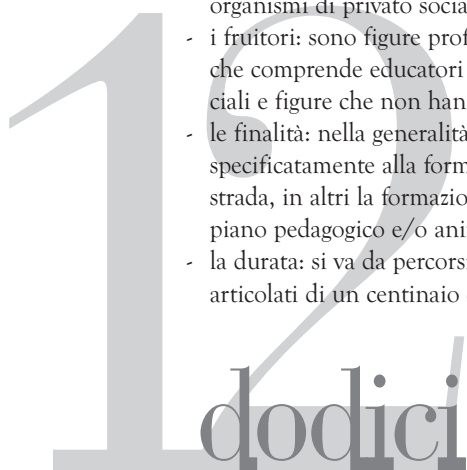 organismi di privato socia
- i fruitori: sono figure prof
che comprende educatori
ciali e figure che non han
- le finalità: nella generalità
specificatamente alla form
strada, in altri la formazio
piano pedagogico e/o ani
- la durata: si va da percorsi
articolati di un centinaio
12
dodici